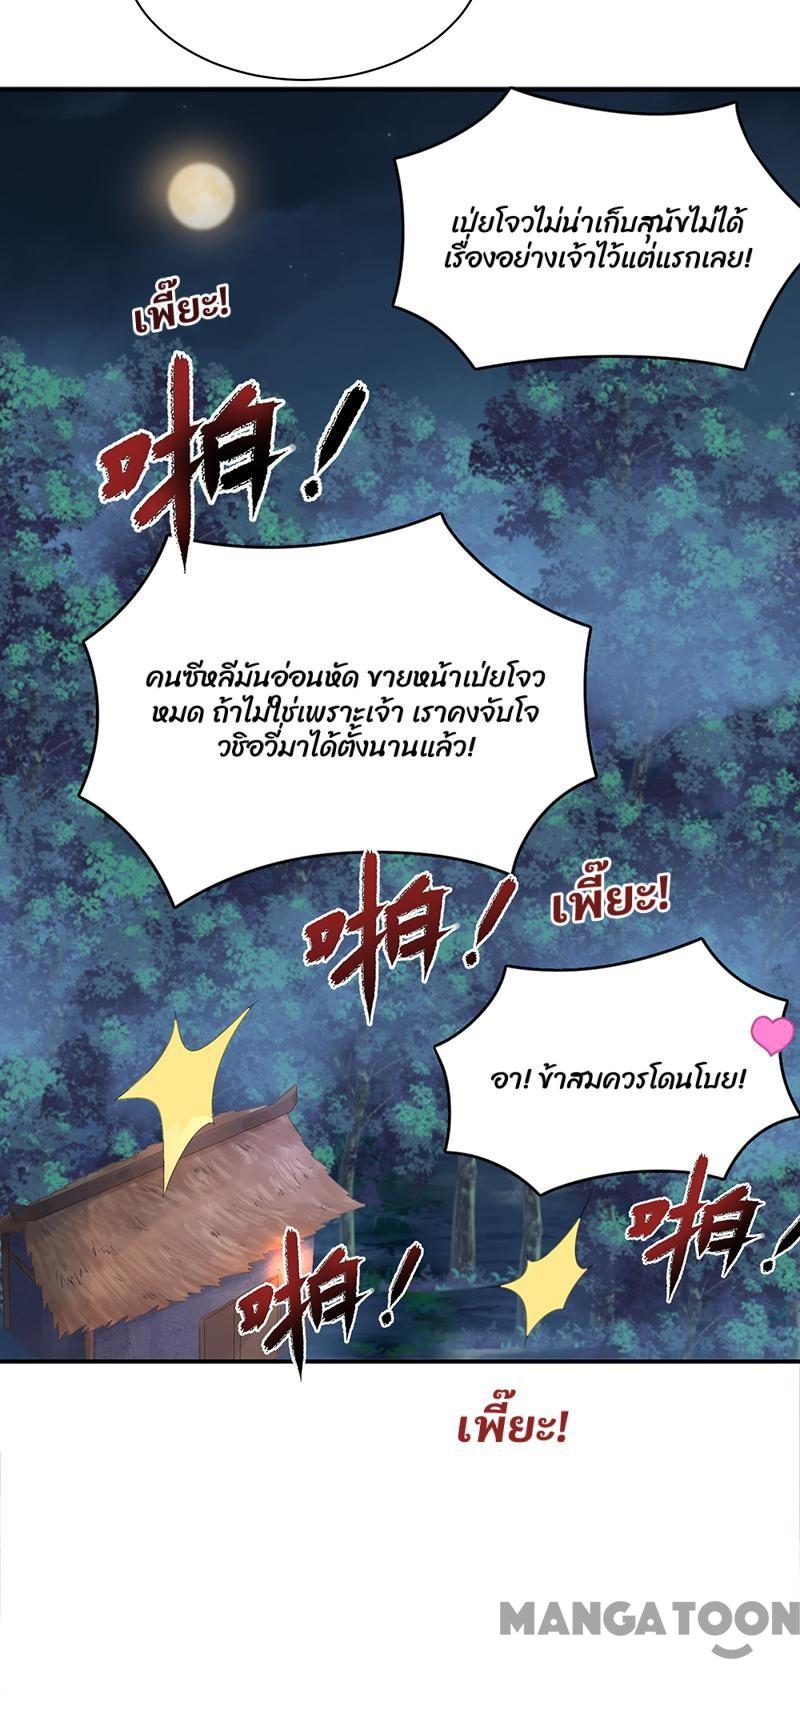 เป่ยโจวไม่น่าเก็บสุนัขไม่ได้
เรื่องอย่างเจ้าไว้แต่แรกเลย!
เพี๊ยะ!
啪!
คนซีหลีมันอ่อนหัด ขายหน้าเป่ยโจว
หมด ถ้าไม่ใช่เพราะเจ้า เราคงจับโจ
วชิอวี่มาได้ตั้งนานแล้ว!
啪!
เพี๊ยะ!
อา! ข้าสมควรโดนโบย!
啪!
啪!
เพี๊ยะ!
MANGATOON